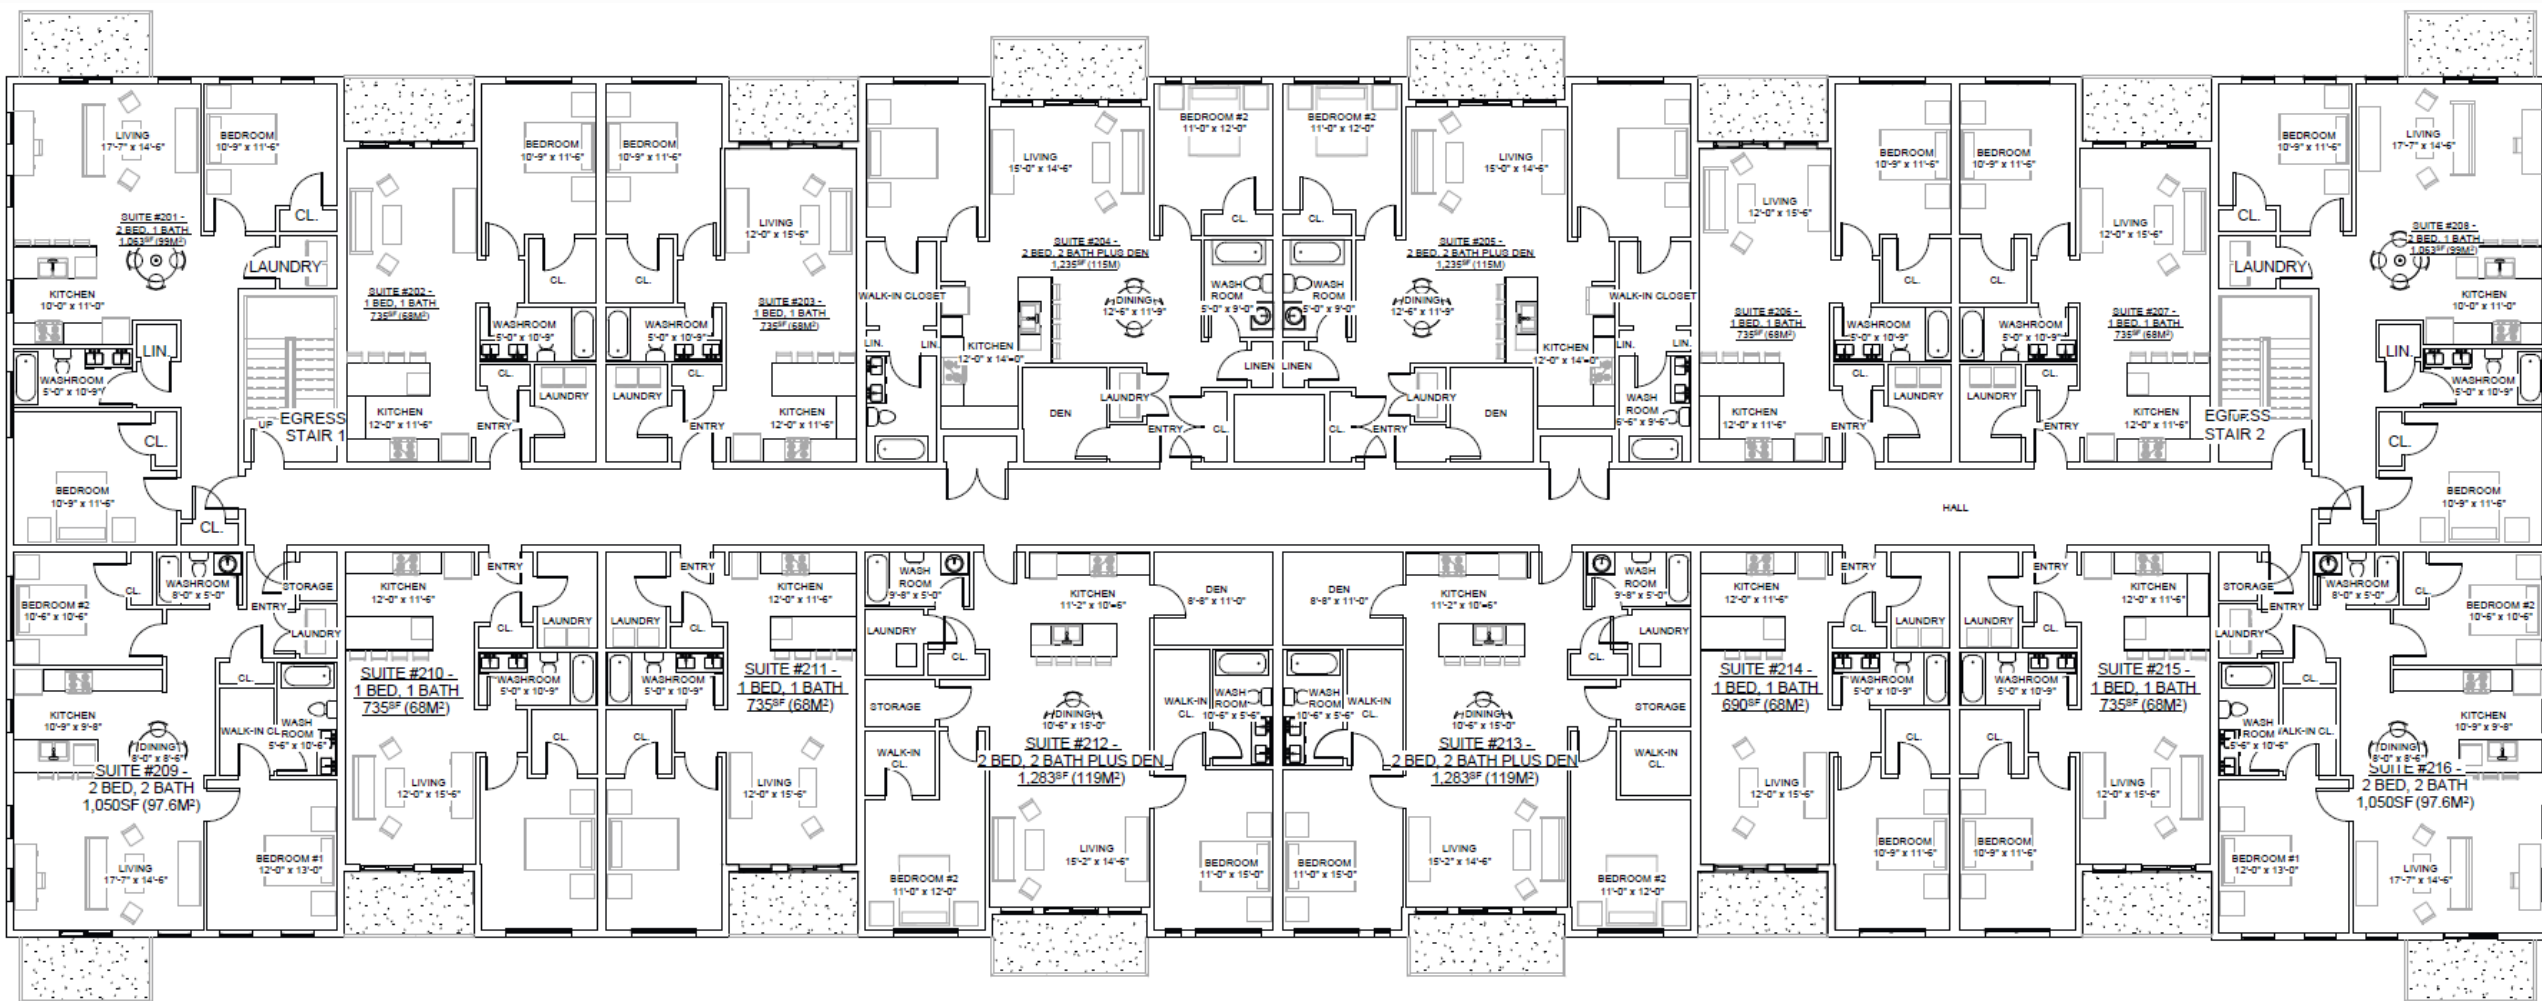 LIVING
17'-7" x 14'-6"
BEDROOM
10'-9" x 11'-6"
CL.
SUITE #201 -
2 BED, 1 BATH
1,063SF (99M²)
LAUNDRY
KITCHEN
10'-0" x 11'-0"
LIN.
WASHROOM
5'-0" x 10'-9"
CL.
UP
EGRESS
STAIR 1
BEDROOM
10'-9" x 11'-6"
CL.
SUITE #202 -
1 BED, 1 BATH
735SF (68M²)
KITCHEN
12'-0" x 11'-6"
BEDROOM
10'-9" x 11'-6"
CL.
WASHROOM
5'-0" x 10'-9"
CL.
LAUNDRY
ENTRY
BEDROOM
10'-9" x 11'-6"
CL.
WASHROOM
5'-0" x 10'-9"
CL.
LAUNDRY
ENTRY
LIVING
12'-0" x 15'-6"
SUITE #203 -
1 BED, 1 BATH
735SF (68M²)
KITCHEN
12'-0" x 11'-6"
WALK-IN CLOSET
LIN.
LIN.
LIVING
15'-0" x 14'-6"
SUITE #204 -
2 BED, 2 BATH PLUS DEN
1,235SF (115M)
DINING
12'-6" x 11'-9"
KITCHEN
12'-0" x 14'-0"
DEN
LAUNDRY
ENTRY
CL.
BEDROOM #2
11'-0" x 12'-0"
CL.
WASH
ROOM
5'-0" x 9'-0"
LINEN
BEDROOM #2
11'-0" x 12'-0"
CL.
WASH
ROOM
5'-0" x 9'-0"
LINEN
LIVING
15'-0" x 14'-6"
SUITE #205 -
2 BED, 2 BATH PLUS DEN
1,235SF (115M)
DINING
12'-6" x 11'-9"
KITCHEN
12'-0" x 14'-0"
CL.
ENTRY
LAUNDRY
DEN
WALK-IN CLOSET
LIN.
LIN.
WASH
ROOM
6'-6" x 9'-6"
LIVING
12'-0" x 15'-6"
SUITE #206 -
1 BED, 1 BATH
735SF (68M²)
KITCHEN
12'-0" x 11'-6"
BEDROOM
10'-9" x 11'-6"
CL.
WASHROOM
5'-0" x 10'-9"
CL.
LAUNDRY
ENTRY
BEDROOM
10'-9" x 11'-6"
CL.
WASHROOM
5'-0" x 10'-9"
CL.
LAUNDRY
ENTRY
LIVING
12'-0" x 15'-6"
SUITE #207 -
1 BED, 1 BATH
735SF (68M²)
KITCHEN
12'-0" x 11'-6"
BEDROOM
10'-9" x 11'-6"
CL.
LAUNDRY
EGRESS
STAIR 2
LIVING
17'-7" x 14'-6"
SUITE #208 -
2 BED, 1 BATH
1,063SF (99M²)
KITCHEN
10'-0" x 11'-0"
LIN.
WASHROOM
5'-0" x 10'-9"
CL.
BEDROOM
10'-9" x 11'-6"
HALL
BEDROOM #2
10'-6" x 10'-6"
CL.
WASHROOM
8'-0" x 5'-0"
STORAGE
ENTRY
LAUNDRY
CL.
KITCHEN
10'-9" x 9'-8"
WALK-IN CL.
WASH
ROOM
5'-6" x 10'-6"
DINING
8'-0" x 8'-6"
SUITE #209 -
2 BED, 2 BATH
1,050SF (97.6M²)
LIVING
17'-7" x 14'-6"
BEDROOM #1
12'-0" x 13'-0"
KITCHEN
12'-0" x 11'-6"
ENTRY
LAUNDRY
CL.
SUITE #210 -
1 BED, 1 BATH
735SF (68M²)
WASHROOM
5'-0" x 10'-9"
CL.
LIVING
12'-0" x 15'-6"
ENTRY
KITCHEN
12'-0" x 11'-6"
LAUNDRY
CL.
SUITE #211 -
1 BED, 1 BATH
735SF (68M²)
WASHROOM
5'-0" x 10'-9"
CL.
LIVING
12'-0" x 15'-6"
WASH
ROOM
9'-8" x 5'-0"
LAUNDRY
CL.
STORAGE
WALK-IN
CL.
KITCHEN
11'-2" x 10'-6"
DEN
8'-8" x 11'-0"
WASH
ROOM
10'-6" x 5'-6"
WALK-IN
CL.
DINING
10'-6" x 15'-0"
SUITE #212 -
2 BED, 2 BATH PLUS DEN
1,283SF (119M²)
LIVING
15'-2" x 14'-6"
BEDROOM
11'-0" x 15'-0"
BEDROOM #2
11'-0" x 12'-0"
DEN
8'-8" x 11'-0"
KITCHEN
11'-2" x 10'-6"
WASH
ROOM
9'-8" x 5'-0"
LAUNDRY
CL.
STORAGE
WALK-IN
CL.
WASH
ROOM
10'-6" x 5'-6"
WALK-IN
CL.
DINING
10'-6" x 15'-0"
SUITE #213 -
2 BED, 2 BATH PLUS DEN
1,283SF (119M²)
BEDROOM
11'-0" x 15'-0"
LIVING
15'-2" x 14'-6"
BEDROOM #2
11'-0" x 12'-0"
KITCHEN
12'-0" x 11'-6"
ENTRY
LAUNDRY
CL.
SUITE #214 -
1 BED, 1 BATH
690SF (68M²)
WASHROOM
5'-0" x 10'-9"
CL.
LIVING
12'-0" x 15'-6"
BEDROOM
10'-9" x 11'-6"
ENTRY
KITCHEN
12'-0" x 11'-6"
LAUNDRY
CL.
SUITE #215 -
1 BED, 1 BATH
735SF (68M²)
WASHROOM
5'-0" x 10'-9"
CL.
LIVING
12'-0" x 15'-6"
BEDROOM
10'-9" x 11'-6"
STORAGE
WASHROOM
8'-0" x 5'-0"
CL.
BEDROOM #2
10'-6" x 10'-6"
ENTRY
LAUNDRY
CL.
WASH
ROOM
5'-6" x 10'-6"
WALK-IN CL.
KITCHEN
10'-9" x 9'-8"
DINING
8'-0" x 8'-6"
SUITE #216 -
2 BED, 2 BATH
1,050SF (97.6M²)
BEDROOM #1
12'-0" x 13'-0"
LIVING
17'-7" x 14'-6"